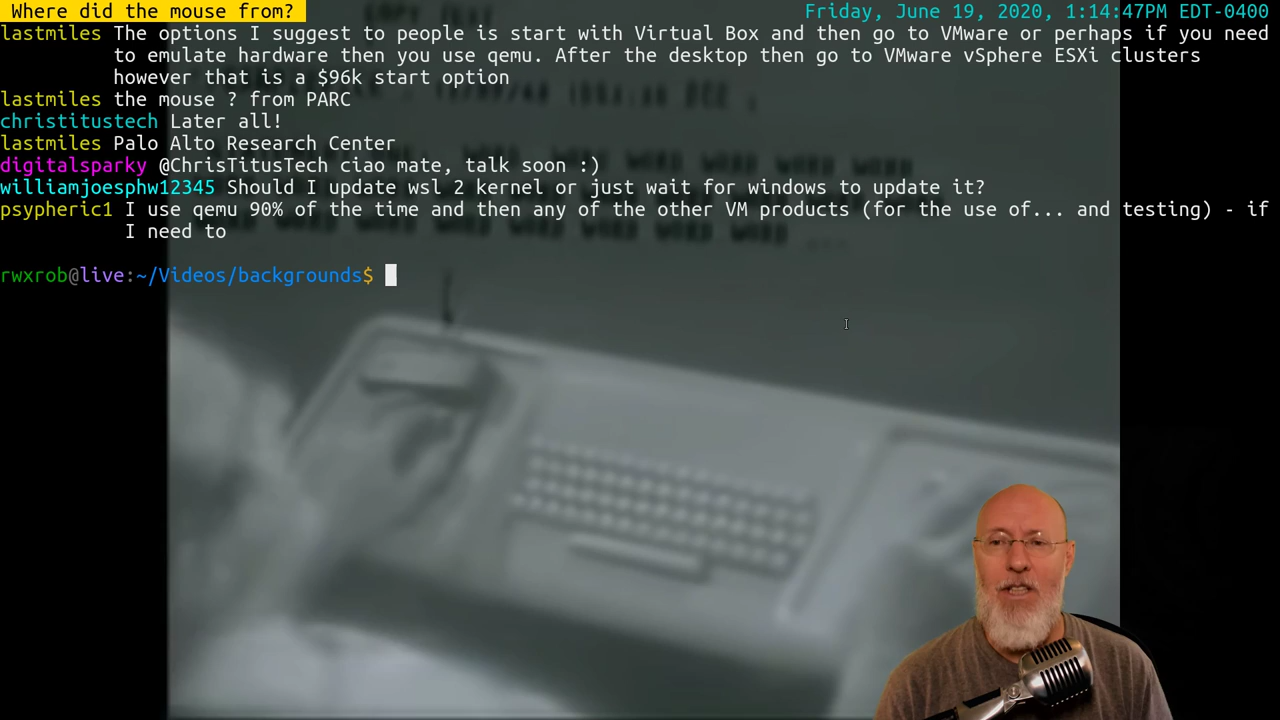 Where did the mouse from?
Friday, June 19, 2020, 1:14:47PM EDT-0400
lastmiles The options I suggest to people is start with Virtual Box and then go to VMware or perhaps if you need
to emulate hardware then you use qemu. After the desktop then go to VMware vSphere ESXi clusters
however that is a $96k start option
lastmiles the mouse ? from PARC
christitustech Later all!
lastmiles Palo Alto Research Center
digitalsparky @ChrisTitusTech ciao mate, talk soon :)
williamjoesphw12345 Should I update wsl 2 kernel or just wait for windows to update it?
psypheric1 I use qemu 90% of the time and then any of the other VM products (for the use of... and testing) - if
I need to
rwxrob@live:~/Videos/backgrounds$